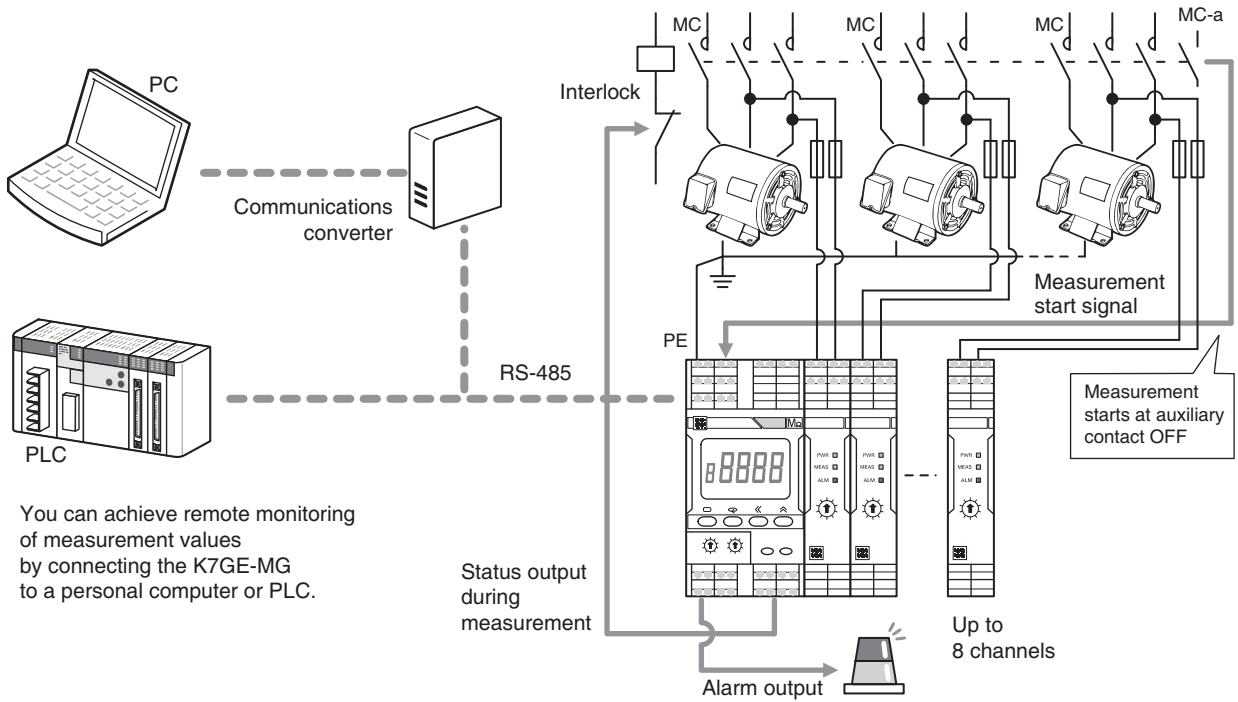 MC
MC
MC
MC-a
PC
Interlock
Communications
converter
Measurement
start signal
PE
RS-485
PLC
Measurement
starts at auxiliary
contact OFF
MΩ
8 8888
PWR
MEAS
ALM
PWR
MEAS
ALM
PWR
MEAS
ALM
You can achieve remote monitoring
of measurement values
by connecting the K7GE-MG
to a personal computer or PLC.
Status output
during
measurement
Up to
8 channels
Alarm output